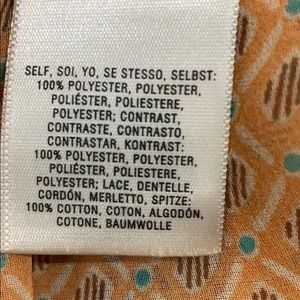 SELF, SOI, YO, SE STESSO, SELBST:
100% POLYESTER, POLYESTER,
POLIÉSTER, POLIESTERE,
POLYESTER; CONTRAST,
CONTRASTE, CONTRASTO,
CONTRASTAR, KONTRAST:
100% POLYESTER, POLYESTER,
POLIÉSTER, POLIESTERE,
POLYESTER; LACE, DENTELLE,
CORDÓN, MERLETTO, SPITZE:
100% COTTON, COTON, ALGODÓN,
COTONE, BAUMWOLLE